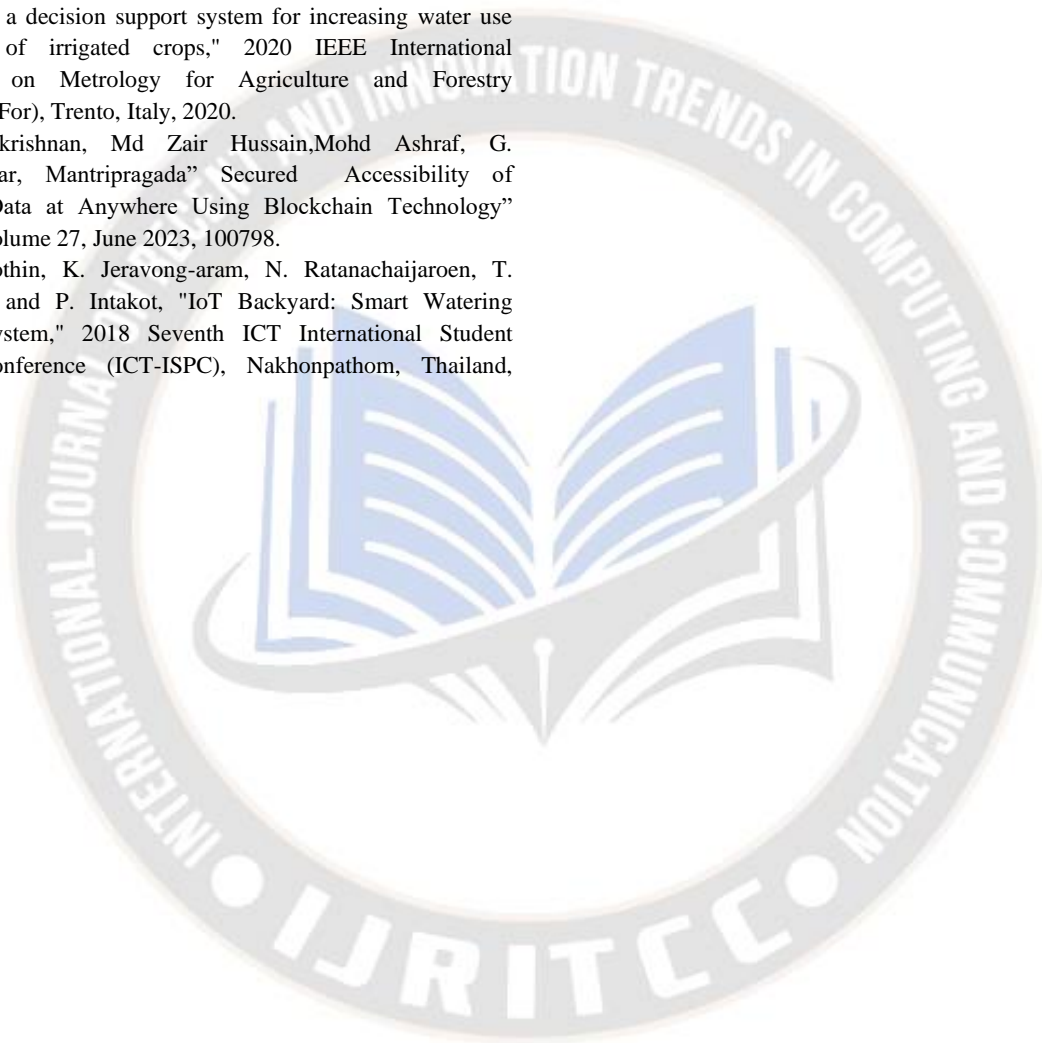 a decision support system for increasing water use
of irrigated crops," 2020 IEEE International
on Metrology for Agriculture and Forestry
For), Trento, Italy, 2020.
krishnan, Md Zair Hussain,Mohd Ashraf, G.
ar, Mantripragada” Secured Accessibility of
Data at Anywhere Using Blockchain Technology”
olume 27, June 2023, 100798.
othin, K. Jeravong-aram, N. Ratanachaijaroen, T.
and P. Intakot, "IoT Backyard: Smart Watering
ystem," 2018 Seventh ICT International Student
onference (ICT-ISPC), Nakhonpathom, Thailand,
INTERNATIONAL JOURNAL ON RECENT AND INNOVATION TRENDS IN COMPUTING AND COMMUNICATION
IJRITCC